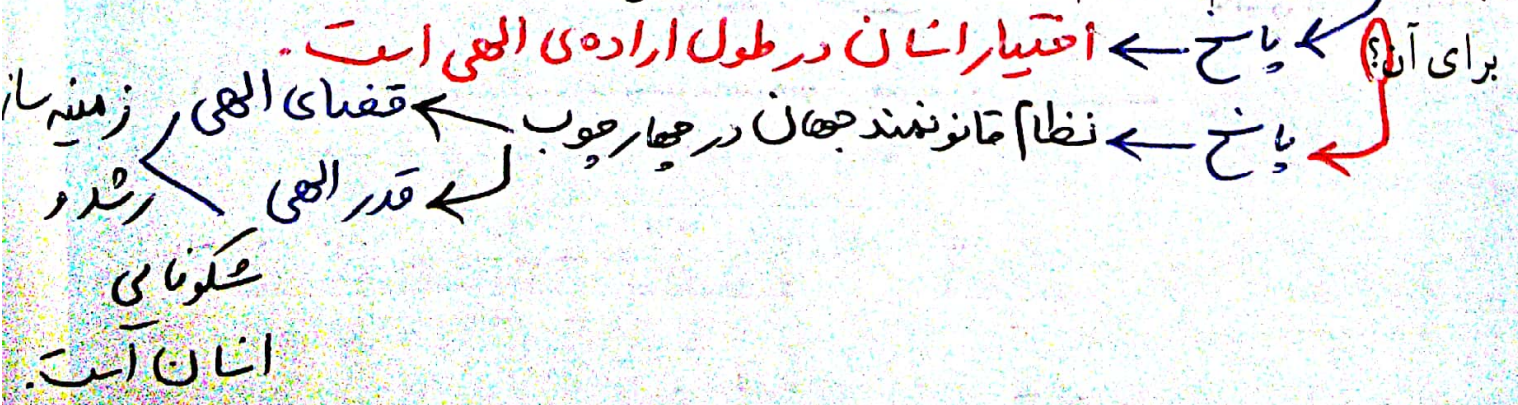 برای آن؟ ← پاسخ ← اختیار انسان در طول اراده‌ی الهی است.
پاسخ ← نظام قانونمند جهان در چهارچوب ← قضای الهی زمینه ساز
← قدر الهی رشد و
شکوفایی
انسان است.